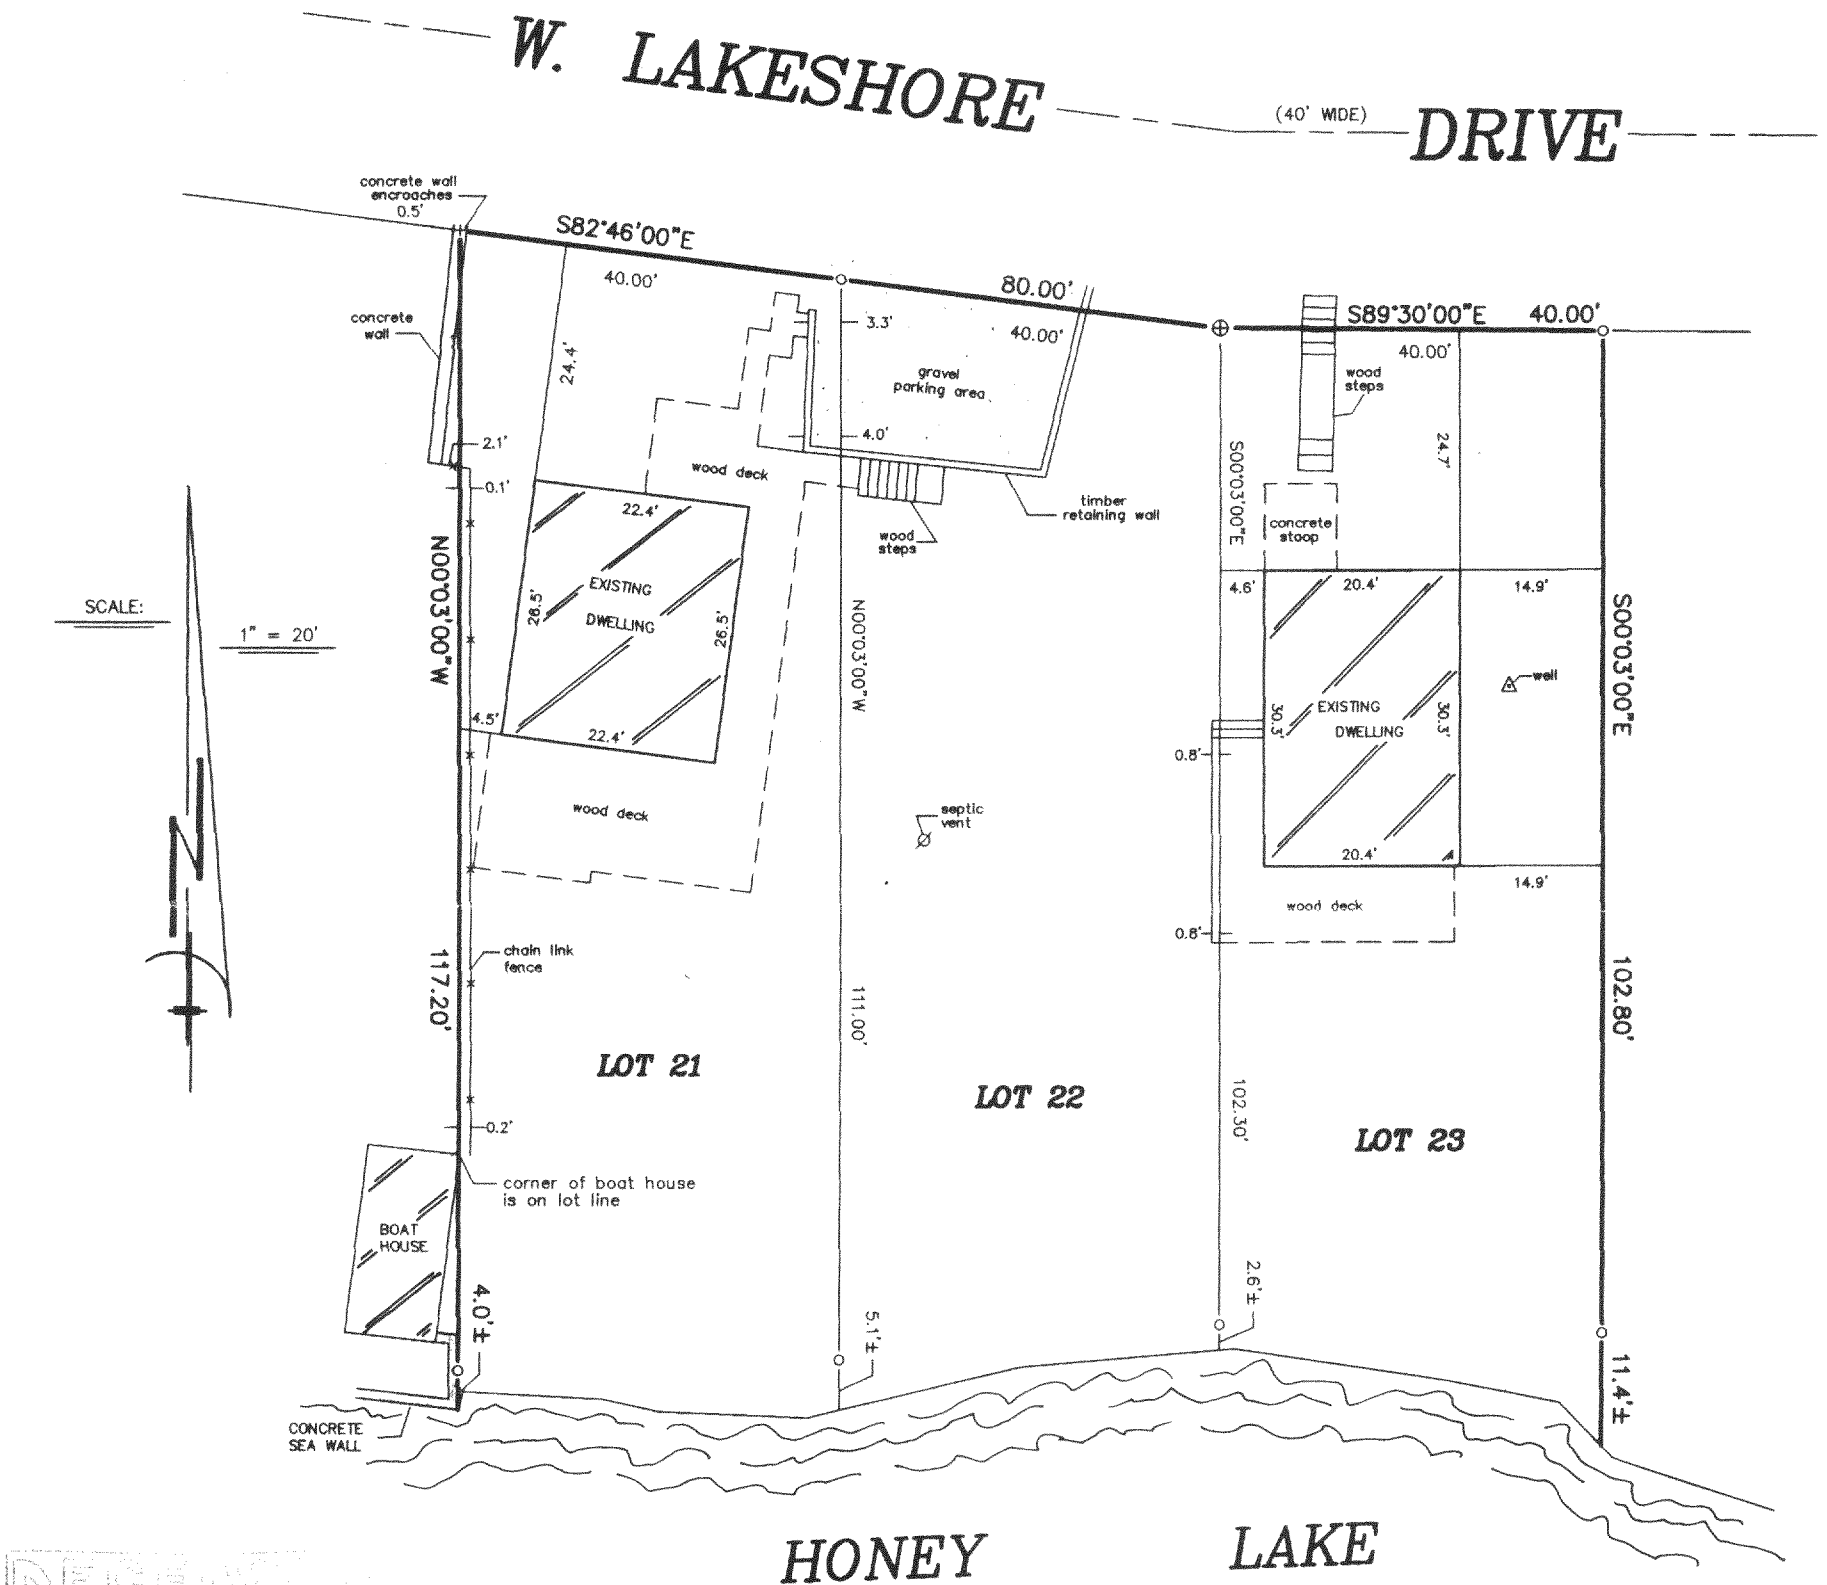 W. LAKESHORE DRIVE
(40' WIDE)
concrete wall
encroaches
0.5'
S82°46'00"E
40.00'
80.00'
40.00'
S89°30'00"E 40.00'
40.00'
concrete
wall
24.4'
3.3'
gravel
parking area
wood
steps
2.1'
4.0'
24.7'
0.1'
wood deck
S00°03'00"E
22.4'
timber
retaining wall
concrete
stoop
wood
steps
N00°03'00"W
EXISTING
DWELLING
26.5'
26.5'
4.6'
20.4'
14.9'
SCALE:
1" = 20'
N00°03'00"W
S00°03'00"E
well
4.5'
22.4'
EXISTING
DWELLING
30.3'
30.3'
0.8'
wood deck
septic
vent
20.4'
14.9'
wood deck
0.8'
N
chain link
fence
117.20'
111.00'
102.80'
LOT 21
LOT 22
LOT 23
102.30'
0.2'
corner of boat house
is on lot line
BOAT
HOUSE
4.0'±
5.1'±
2.6'±
11.4'±
CONCRETE
SEA WALL
HONEY LAKE